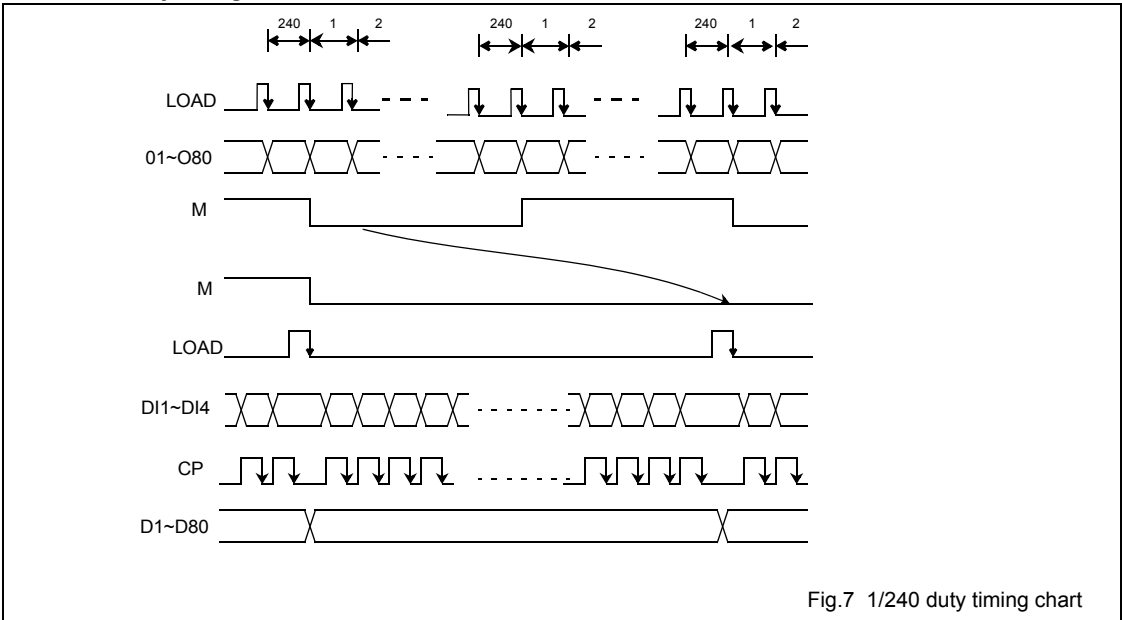 240 1 2 240 1 2 240 1 2
LOAD
01~O80
M
M
LOAD
DI1~DI4
CP
D1~D80
Fig.7 1/240 duty timing chart